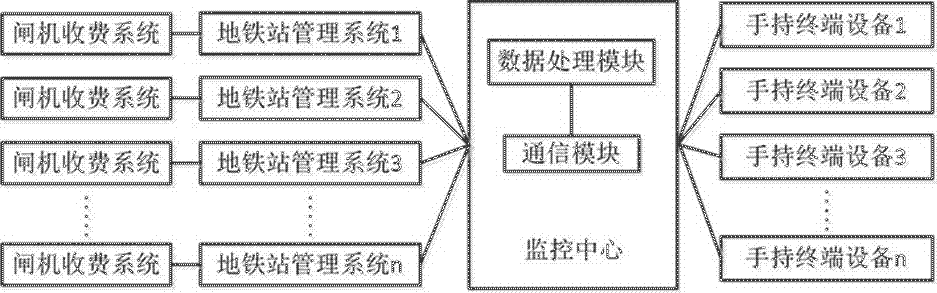 闸机收费系统
地铁站管理系统1
闸机收费系统
地铁站管理系统2
闸机收费系统
地铁站管理系统3
闸机收费系统
地铁站管理系统n
数据处理模块
通信模块
监控中心
手持终端设备1
手持终端设备2
手持终端设备3
手持终端设备n